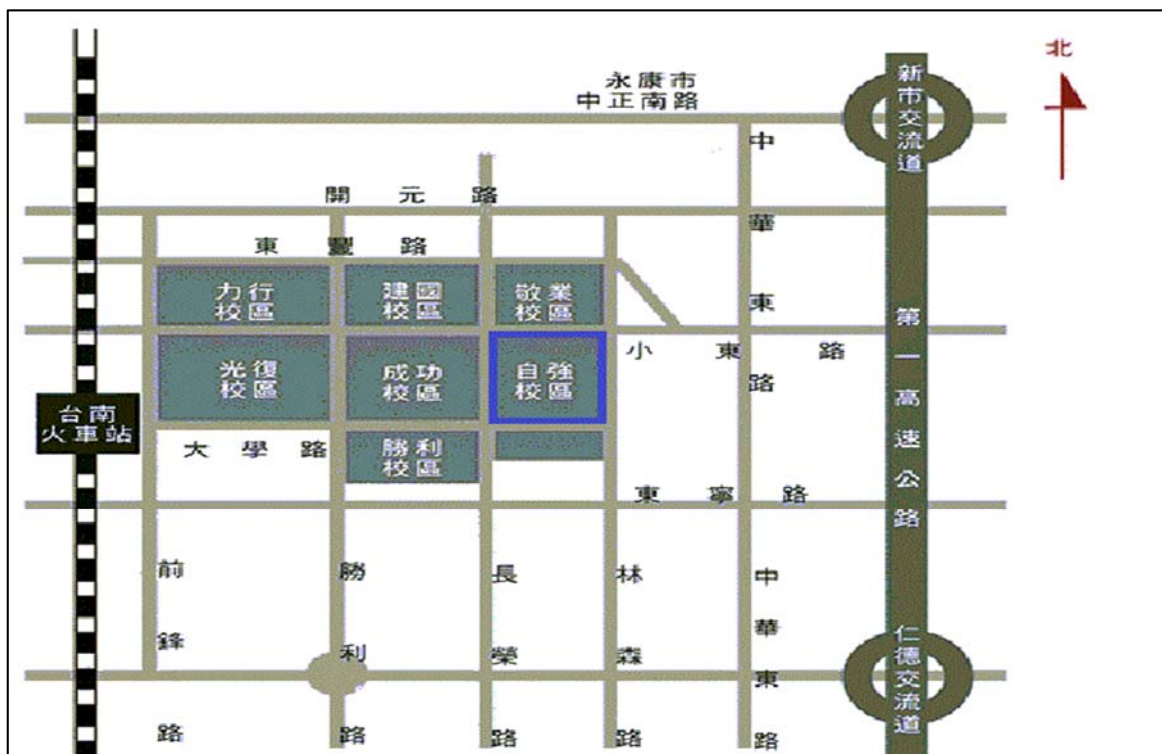 北
永康市
中正南路
新市交流道
中華東路
開元路
東豐路
力行
校區
建國
校區
敬業
校區
小東路
光復
校區
成功
校區
自強
校區
第一高速公路
台南
火車站
大學路
勝利
校區
東寧路
前鋒路
勝利路
長榮路
林森路
中華東路
仁德交流道